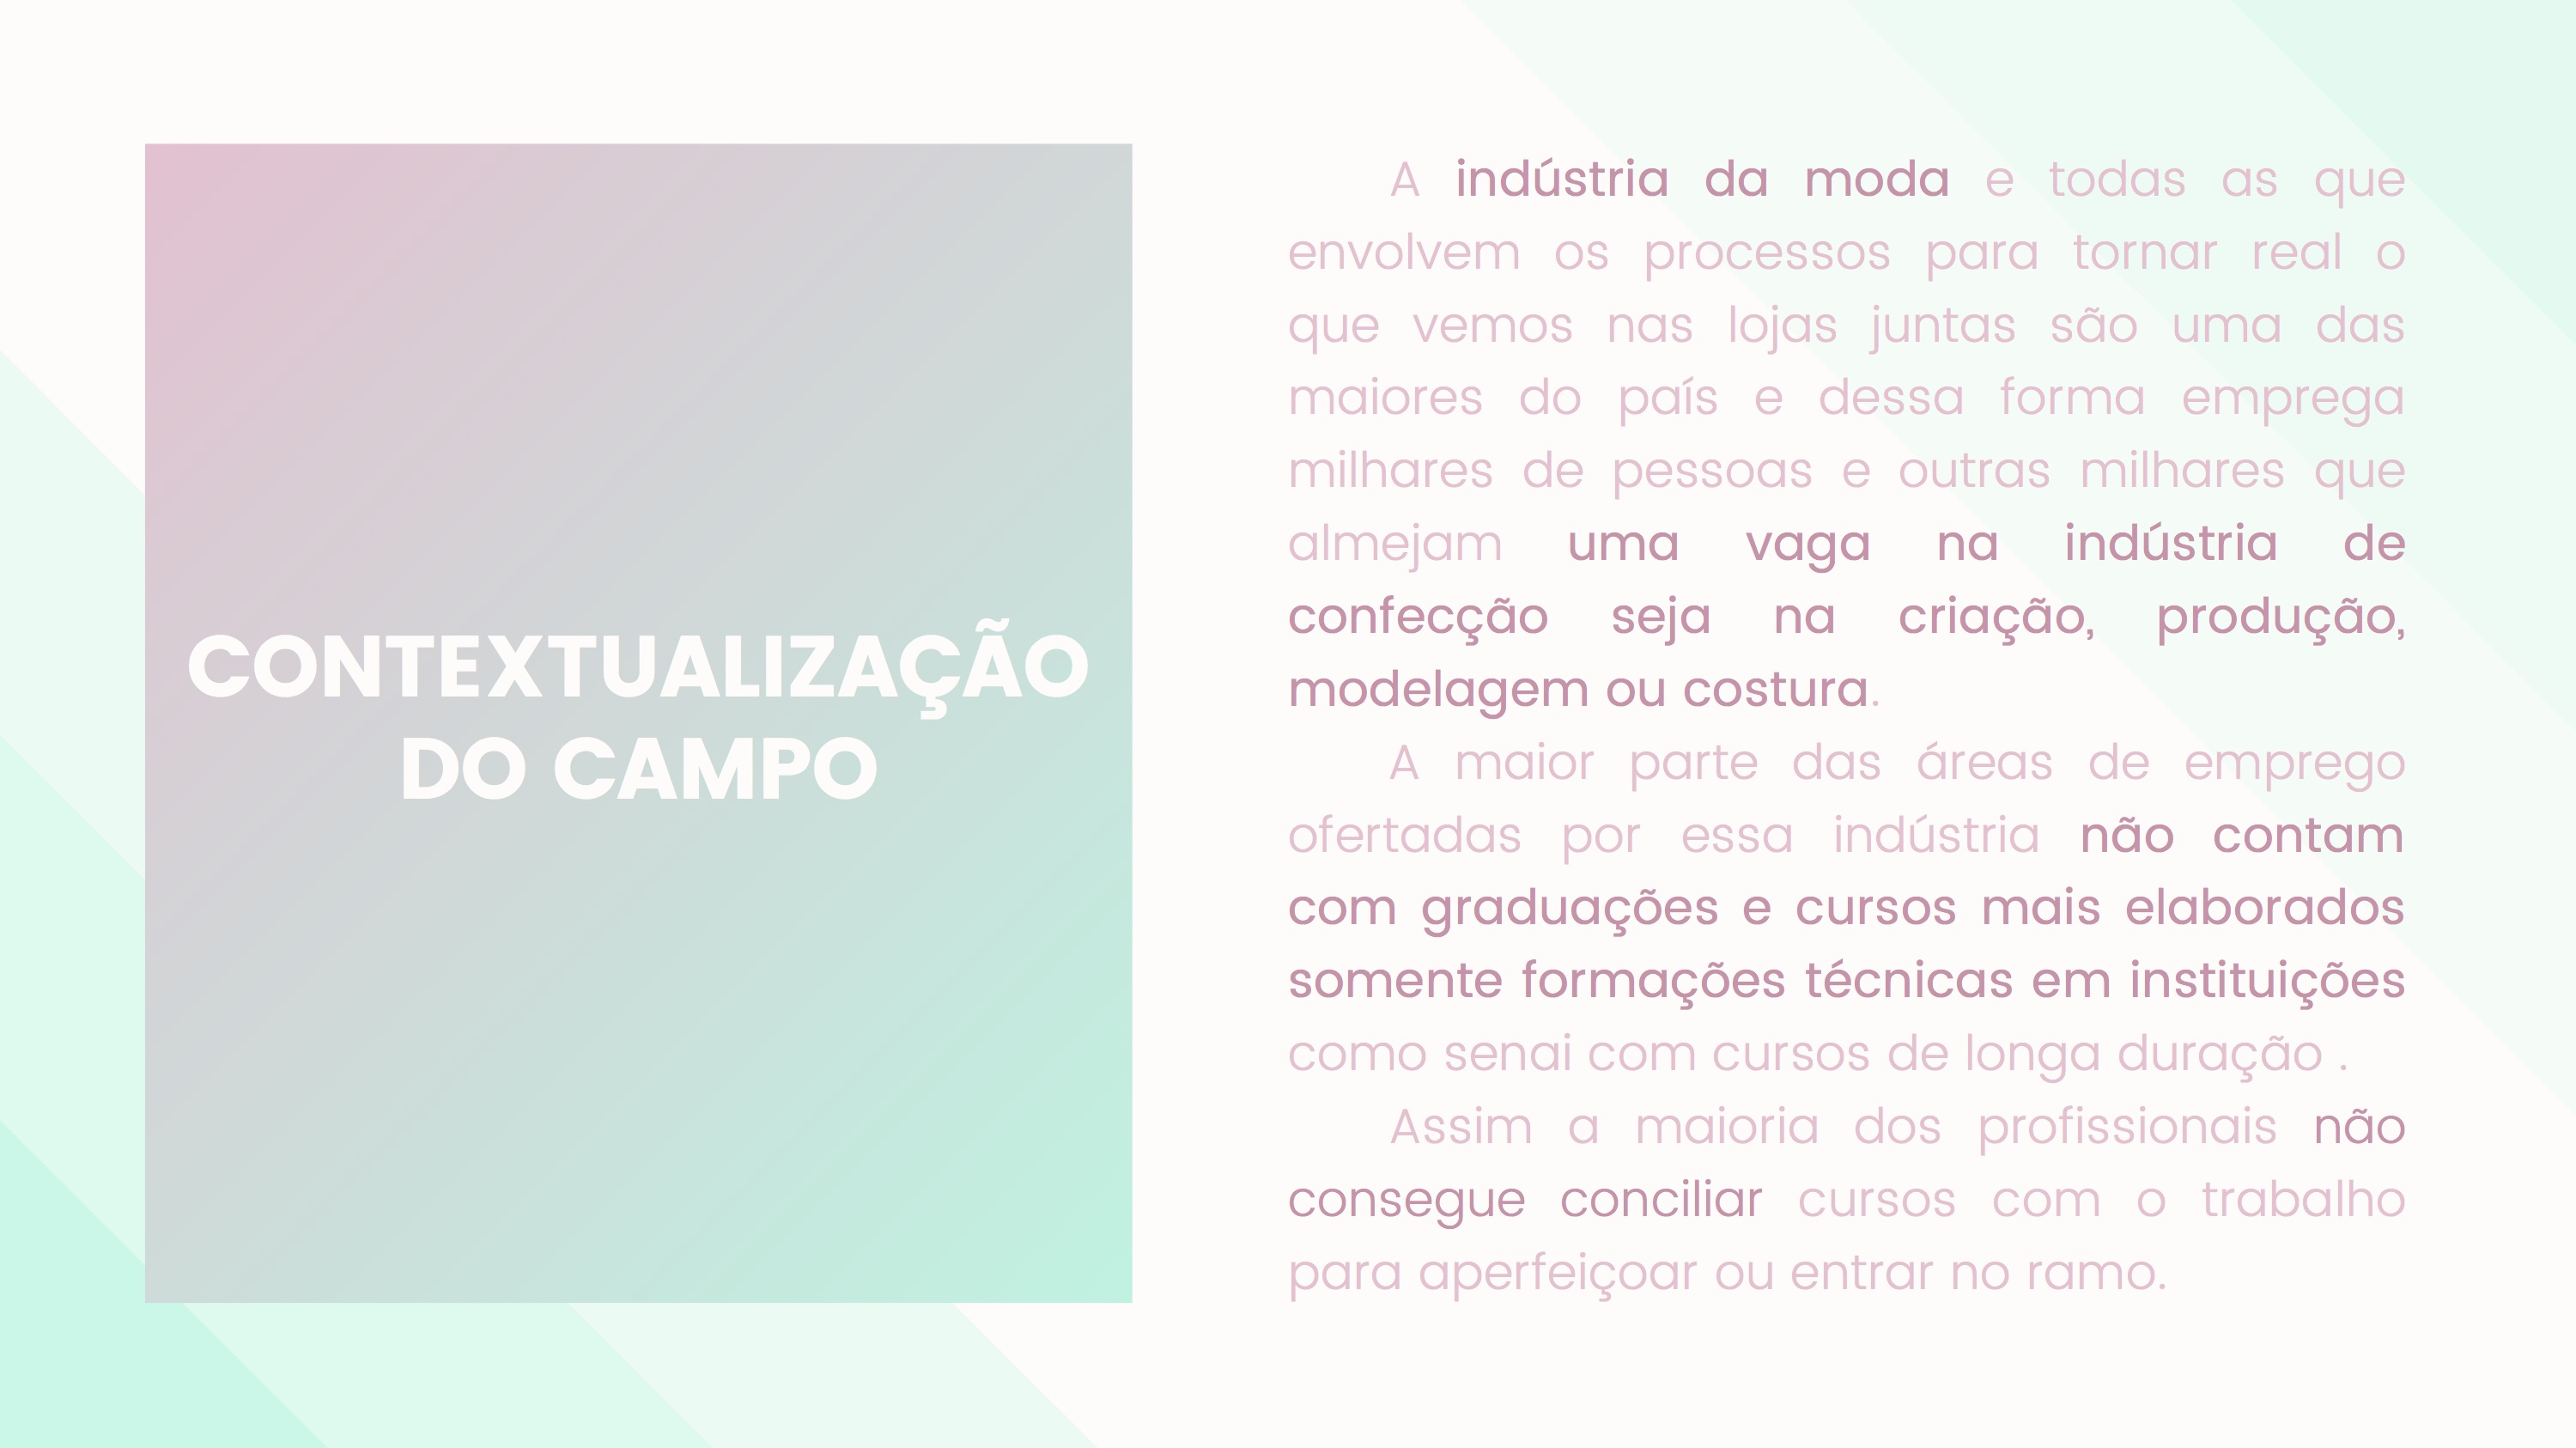 CONTEXTUALIZAÇÃO
DO CAMPO
A indústria da moda e todas as que
envolvem os processos para tornar real o
que vemos nas lojas juntas são uma das
maiores do país e dessa forma emprega
milhares de pessoas e outras milhares que
almejam uma vaga na indústria de
confecção seja na criação, produção,
modelagem ou costura.
A maior parte das áreas de emprego
ofertadas por essa indústria não contam
com graduações e cursos mais elaborados
somente formações técnicas em instituições
como senai com cursos de longa duração .
Assim a maioria dos profissionais não
consegue conciliar cursos com o trabalho
para aperfeiçoar ou entrar no ramo.